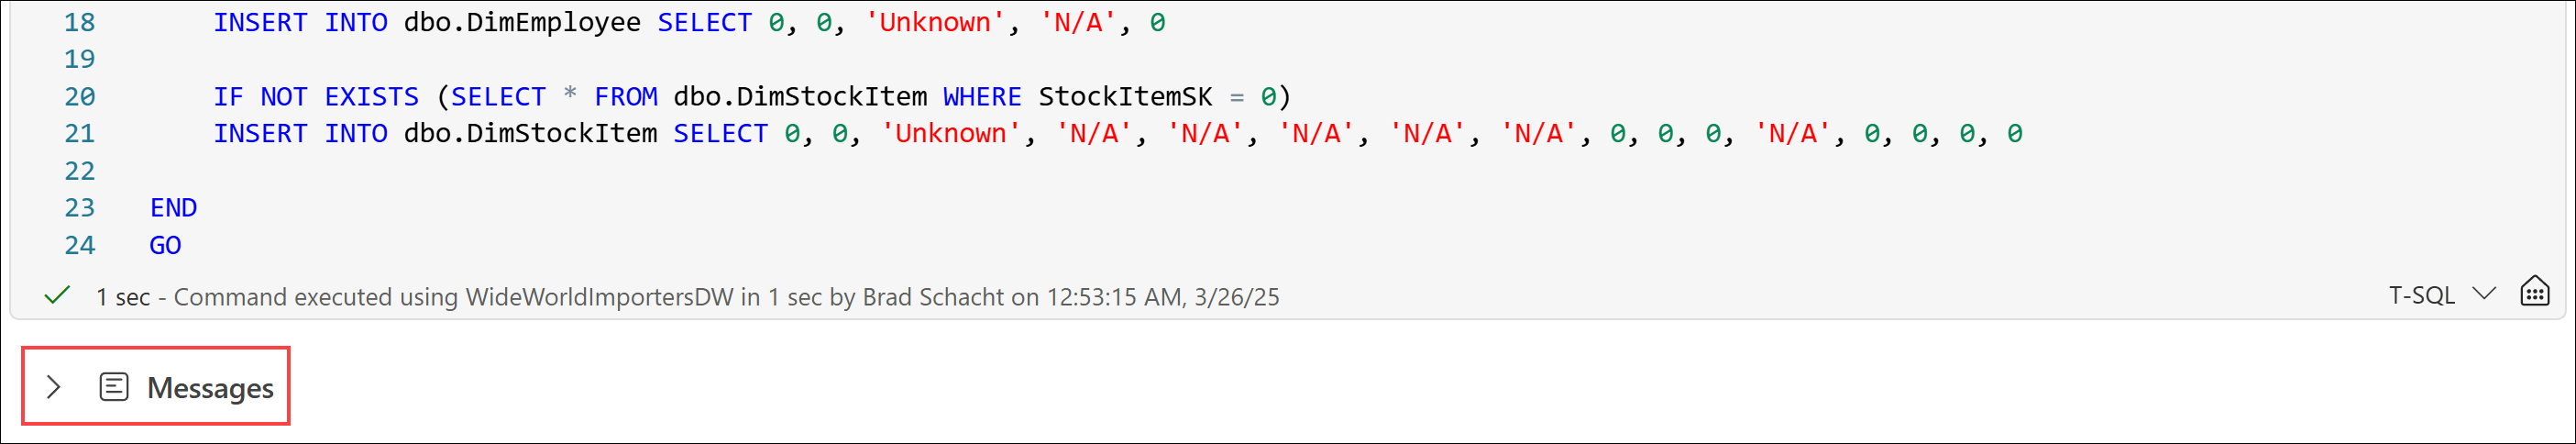 18 INSERT INTO dbo.DimEmployee SELECT 0, 0, 'Unknown', 'N/A', 0
19
20 IF NOT EXISTS (SELECT * FROM dbo.DimStockItem WHERE StockItemSK = 0)
21 INSERT INTO dbo.DimStockItem SELECT 0, 0, 'Unknown', 'N/A', 'N/A', 'N/A', 'N/A', 'N/A', 0, 0, 0, 'N/A', 0, 0, 0, 0
22
23 END
24 GO
1 sec - Command executed using WideWorldImportersDW in 1 sec by Brad Schacht on 12:53:15 AM, 3/26/25 T-SQL
Messages